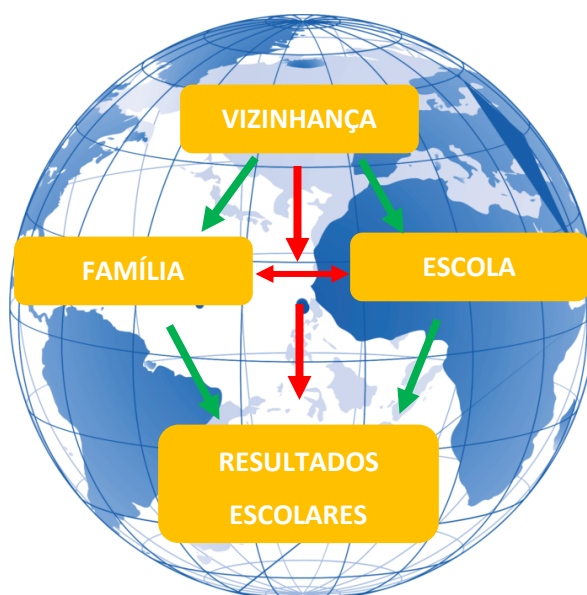 VIZINHANÇA
FAMÍLIA
ESCOLA
RESULTADOS
ESCOLARES